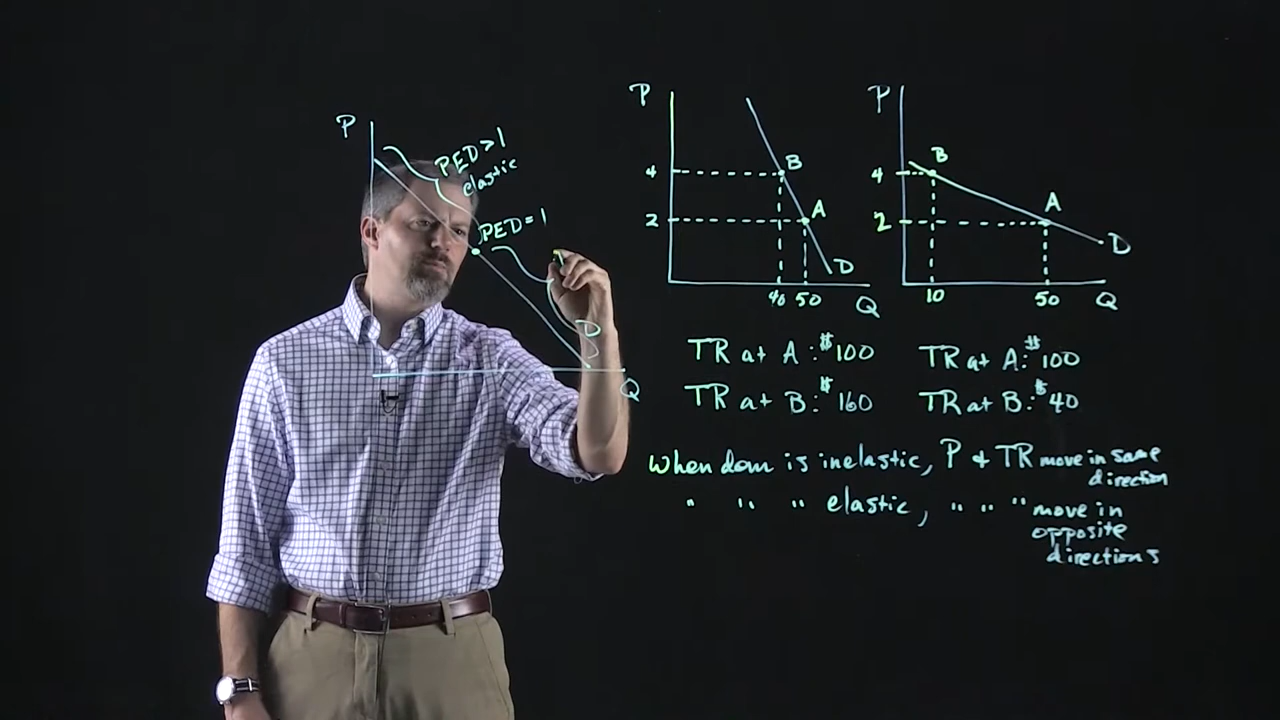 P
PED>1
elastic
PED=1
D
Q
P
4
2
B
A
D
40 50
Q
P
4
2
B
A
D
10
50
Q
TR at A: $100
TR at B: $160
TR at A: $100
TR at B: $40
When dem is inelastic, P & TR move in same
direction
" " " elastic, " " " move in
opposite
directions